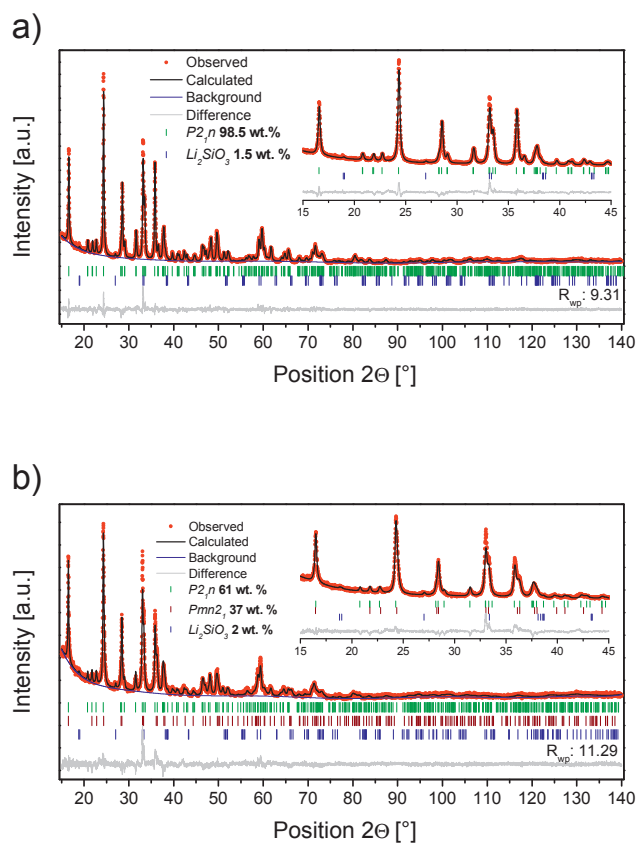 a)
Observed
Calculated
Background
Difference
P2₁n 98.5 wt.%
Li₂SiO₃ 1.5 wt. %
15 20 25 30 35 40 45
Intensity [a.u.]
R_wp: 9.31
20 30 40 50 60 70 80 90 100 110 120 130 140
Position 2Θ [°]
b)
Observed
Calculated
Background
Difference
P2₁n 61 wt. %
Pmn2₁ 37 wt. %
Li₂SiO₃ 2 wt. %
15 20 25 30 35 40 45
Intensity [a.u.]
R_wp: 11.29
20 30 40 50 60 70 80 90 100 110 120 130 140
Position 2Θ [°]